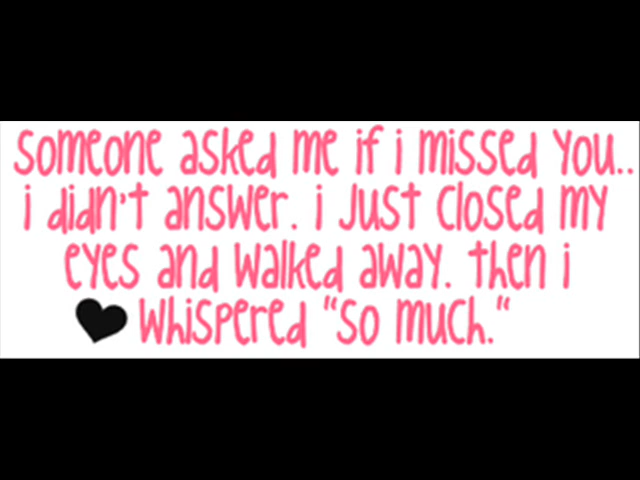 someone asked me if i missed you..
i didn't answer. i just closed my
eyes and walked away. then i
whispered "so much."